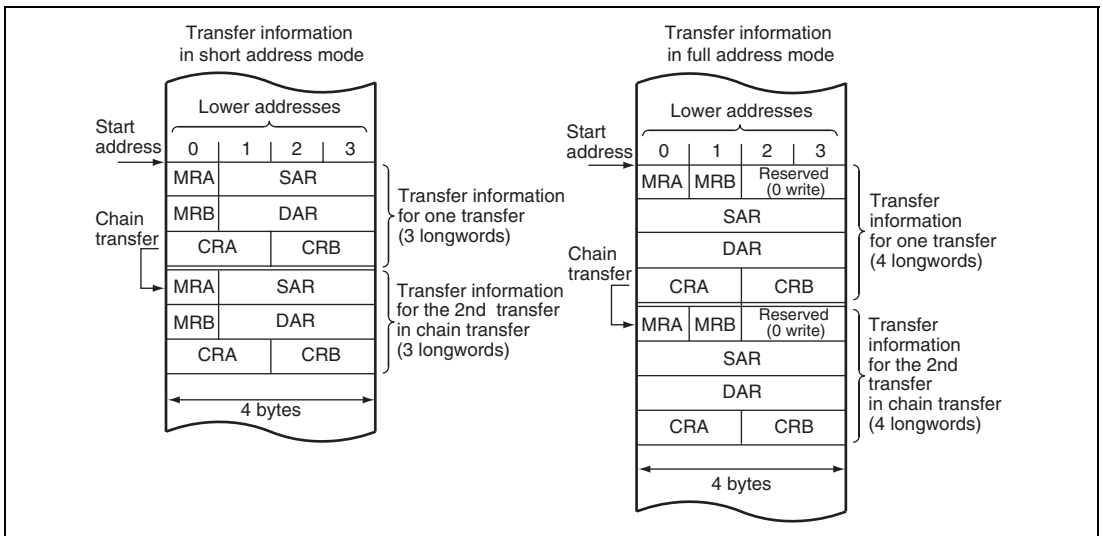 Transfer information
in short address mode
Lower addresses
Start
address
0 1 2 3
MRA SAR
MRB DAR
CRA CRB
Transfer information
for one transfer
(3 longwords)
Chain
transfer
MRA SAR
MRB DAR
CRA CRB
Transfer information
for the 2nd transfer
in chain transfer
(3 longwords)
4 bytes
Transfer information
in full address mode
Lower addresses
Start
address
0 1 2 3
MRA MRB Reserved
(0 write)
SAR
DAR
CRA CRB
Transfer
information
for one transfer
(4 longwords)
Chain
transfer
MRA MRB Reserved
(0 write)
SAR
DAR
CRA CRB
Transfer
information
for the 2nd
transfer
in chain transfer
(4 longwords)
4 bytes